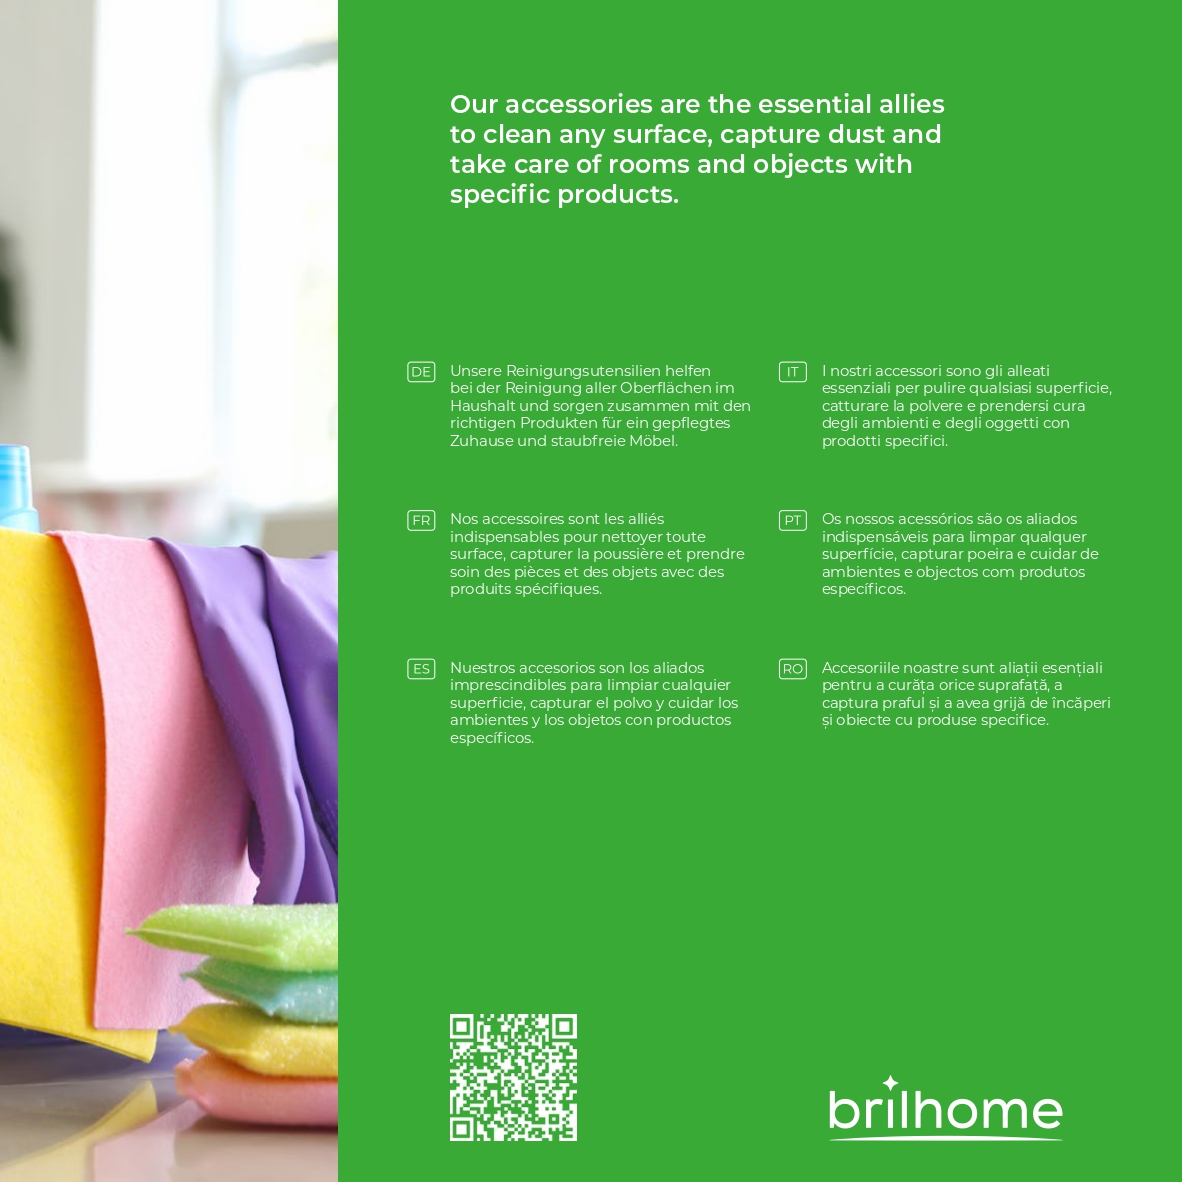 Our accessories are the essential allies
to clean any surface, capture dust and
take care of rooms and objects with
specific products.
DE
Unsere Reinigungsutensilien helfen
bei der Reinigung aller Oberflächen im
Haushalt und sorgen zusammen mit den
richtigen Produkten für ein gepflegtes
Zuhause und staubfreie Möbel.
FR
Nos accessoires sont les alliés
indispensables pour nettoyer toute
surface, capturer la poussière et prendre
soin des pièces et des objets avec des
produits spécifiques.
ES
Nuestros accesorios son los aliados
imprescindibles para limpiar cualquier
superficie, capturar el polvo y cuidar los
ambientes y los objetos con productos
específicos.
IT
I nostri accessori sono gli alleati
essenziali per pulire qualsiasi superficie,
catturare la polvere e prendersi cura
degli ambienti e degli oggetti con
prodotti specifici.
PT
Os nossos acessórios são os aliados
indispensáveis para limpar qualquer
superfície, capturar poeira e cuidar de
ambientes e objectos com produtos
específicos.
RO
Accesoriile noastre sunt aliații esențiali
pentru a curăța orice suprafață, a
captura praful și a avea grijă de încăperi
și obiecte cu produse specifice.
brilhome